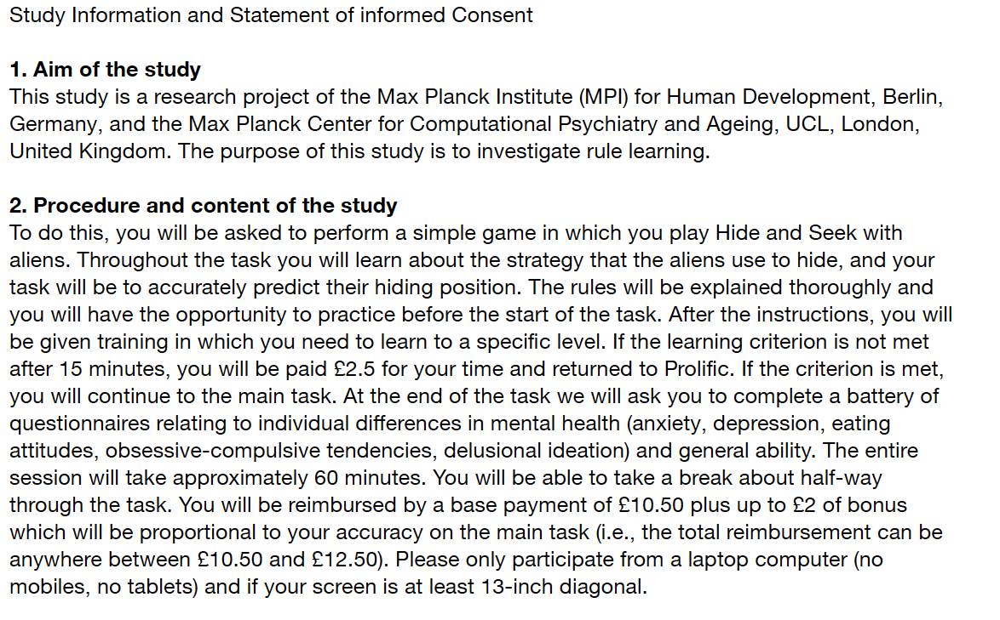 Study Information and Statement of informed Consent
1. Aim of the study
This study is a research project of the Max Planck Institute (MPI) for Human Development, Berlin,
Germany, and the Max Planck Center for Computational Psychiatry and Ageing, UCL, London,
United Kingdom. The purpose of this study is to investigate rule learning.
2. Procedure and content of the study
To do this, you will be asked to perform a simple game in which you play Hide and Seek with
aliens. Throughout the task you will learn about the strategy that the aliens use to hide, and your
task will be to accurately predict their hiding position. The rules will be explained thoroughly and
you will have the opportunity to practice before the start of the task. After the instructions, you will
be given training in which you need to learn to a specific level. If the learning criterion is not met
after 15 minutes, you will be paid £2.5 for your time and returned to Prolific. If the criterion is met,
you will continue to the main task. At the end of the task we will ask you to complete a battery of
questionnaires relating to individual differences in mental health (anxiety, depression, eating
attitudes, obsessive-compulsive tendencies, delusional ideation) and general ability. The entire
session will take approximately 60 minutes. You will be able to take a break about half-way
through the task. You will be reimbursed by a base payment of £10.50 plus up to £2 of bonus
which will be proportional to your accuracy on the main task (i.e., the total reimbursement can be
anywhere between £10.50 and £12.50). Please only participate from a laptop computer (no
mobiles, no tablets) and if your screen is at least 13-inch diagonal.